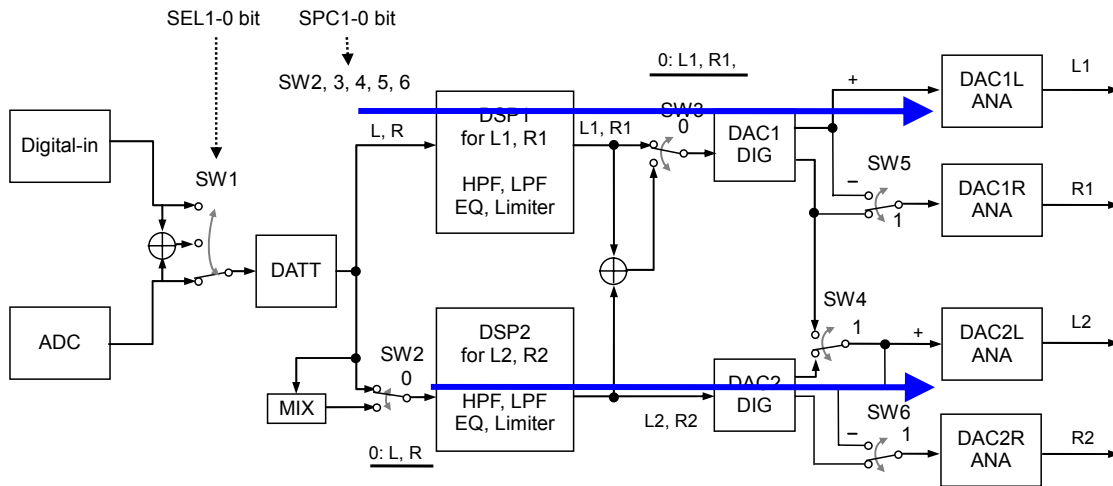 SEL1-0 bit
SPC1-0 bit
SW2, 3, 4, 5, 6
0: L1, R1,
Digital-in
SW1
L, R
DSP1
for L1, R1
HPF, LPF
EQ, Limiter
L1, R1
SW3
0
DAC1
DIG
+
DAC1L
ANA
L1
SW5
–
1
DAC1R
ANA
R1
DATT
ADC
MIX
SW2
0
0: L, R
DSP2
for L2, R2
HPF, LPF
EQ, Limiter
L2, R2
DAC2
DIG
SW4
1
+
DAC2L
ANA
L2
SW6
–
1
DAC2R
ANA
R2